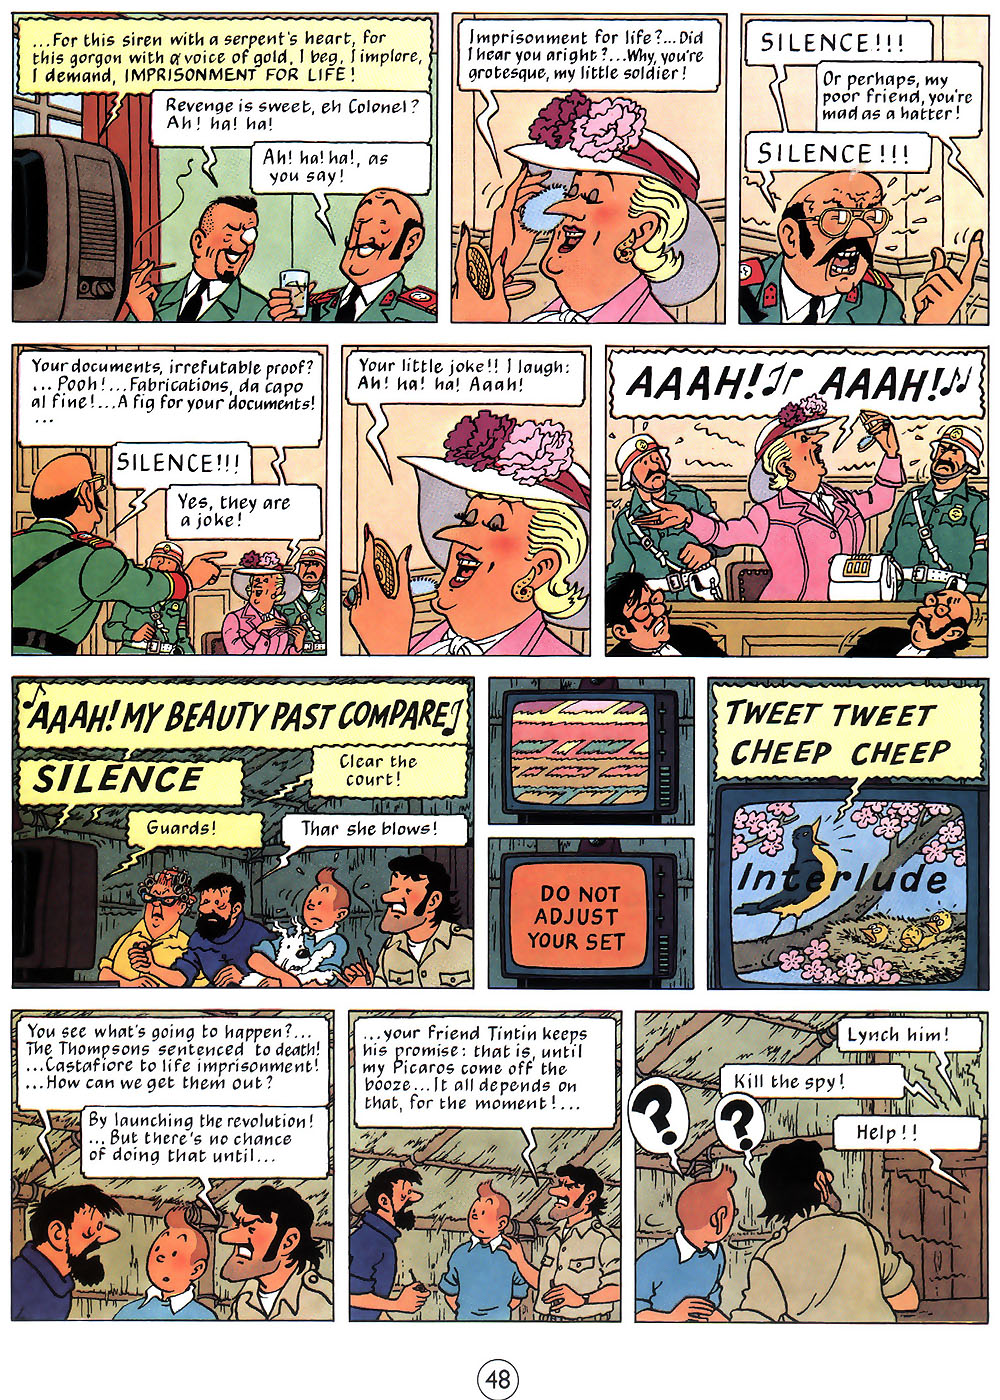 ...For this siren with a serpent's heart, for
this gorgon with a voice of gold, I beg, I implore,
I demand, IMPRISONMENT FOR LIFE!
Revenge is sweet, eh Colonel?
Ah! ha! ha!
Ah! ha! ha!, as
you say!
Imprisonment for life?...Did
I hear you aright?...Why, you're
grotesque, my little soldier!
SILENCE!!!
Or perhaps, my
poor friend, you're
mad as a hatter!
SILENCE!!!
Your documents, irrefutable proof?
...Pooh!...Fabrications, da capo
al fine!...A fig for your documents!
...
SILENCE!!!
Yes, they are
a joke!
Your little joke!! I laugh:
Ah! ha! ha! Aaah!
AAAH! AAAH!
AAAH! MY BEAUTY PAST COMPARE
SILENCE
Clear the
court!
Guards!
Thar she blows!
DO NOT
ADJUST
YOUR SET
TWEET TWEET
CHEEP CHEEP
Interlude
You see what's going to happen?...
The Thompsons sentenced to death!
...Castafiore to life imprisonment!
...How can we get them out?
By launching the revolution!
...But there's no chance
of doing that until...
...your friend Tintin keeps
his promise: that is, until
my Picaros come off the
booze...It all depends on
that, for the moment!...
?
?
Lynch him!
Kill the spy!
Help!!
48